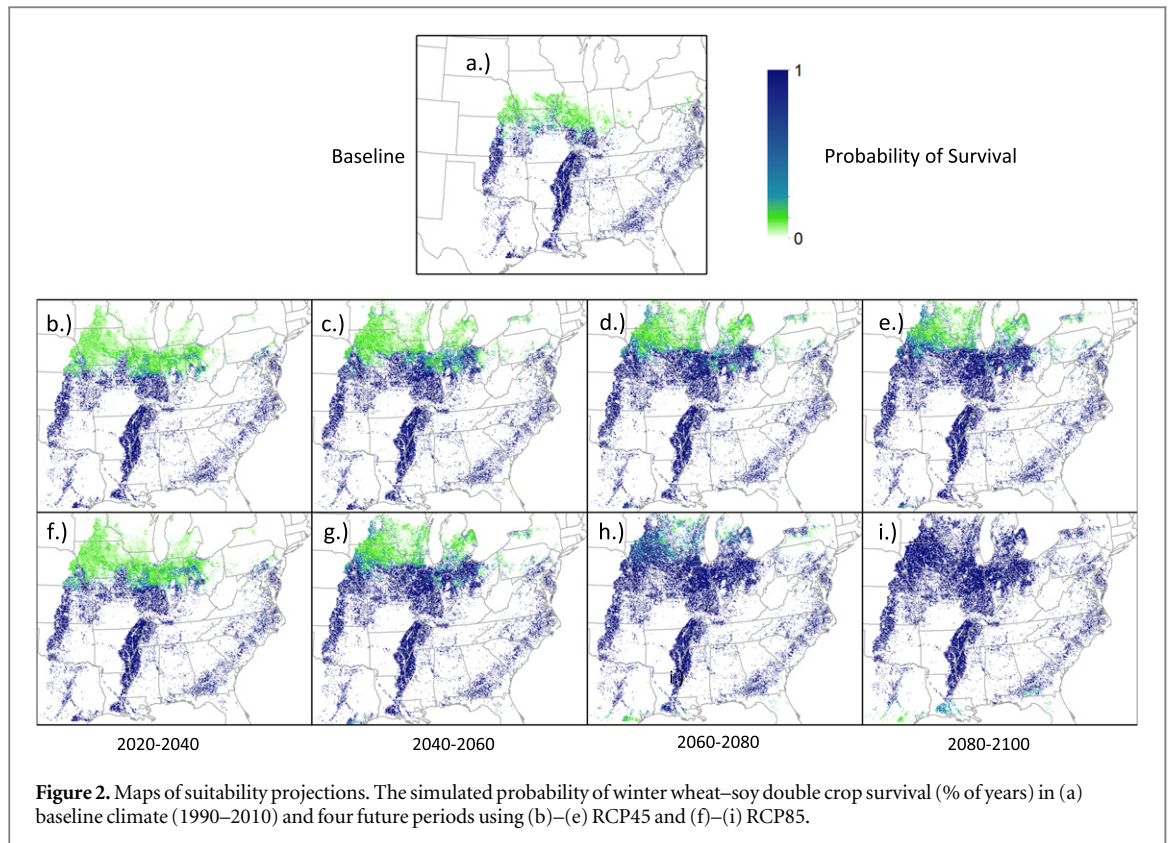 a.)
1
Baseline
Probability of Survival
0
b.)
c.)
d.)
e.)
f.)
g.)
h.)
i.)
i.)
2020-2040
2040-2060
2060-2080
2080-2100
Figure 2. Maps of suitability projections. The simulated probability of winter wheat–soy double crop survival (% of years) in (a)
baseline climate (1990–2010) and four future periods using (b)–(e) RCP45 and (f)–(i) RCP85.